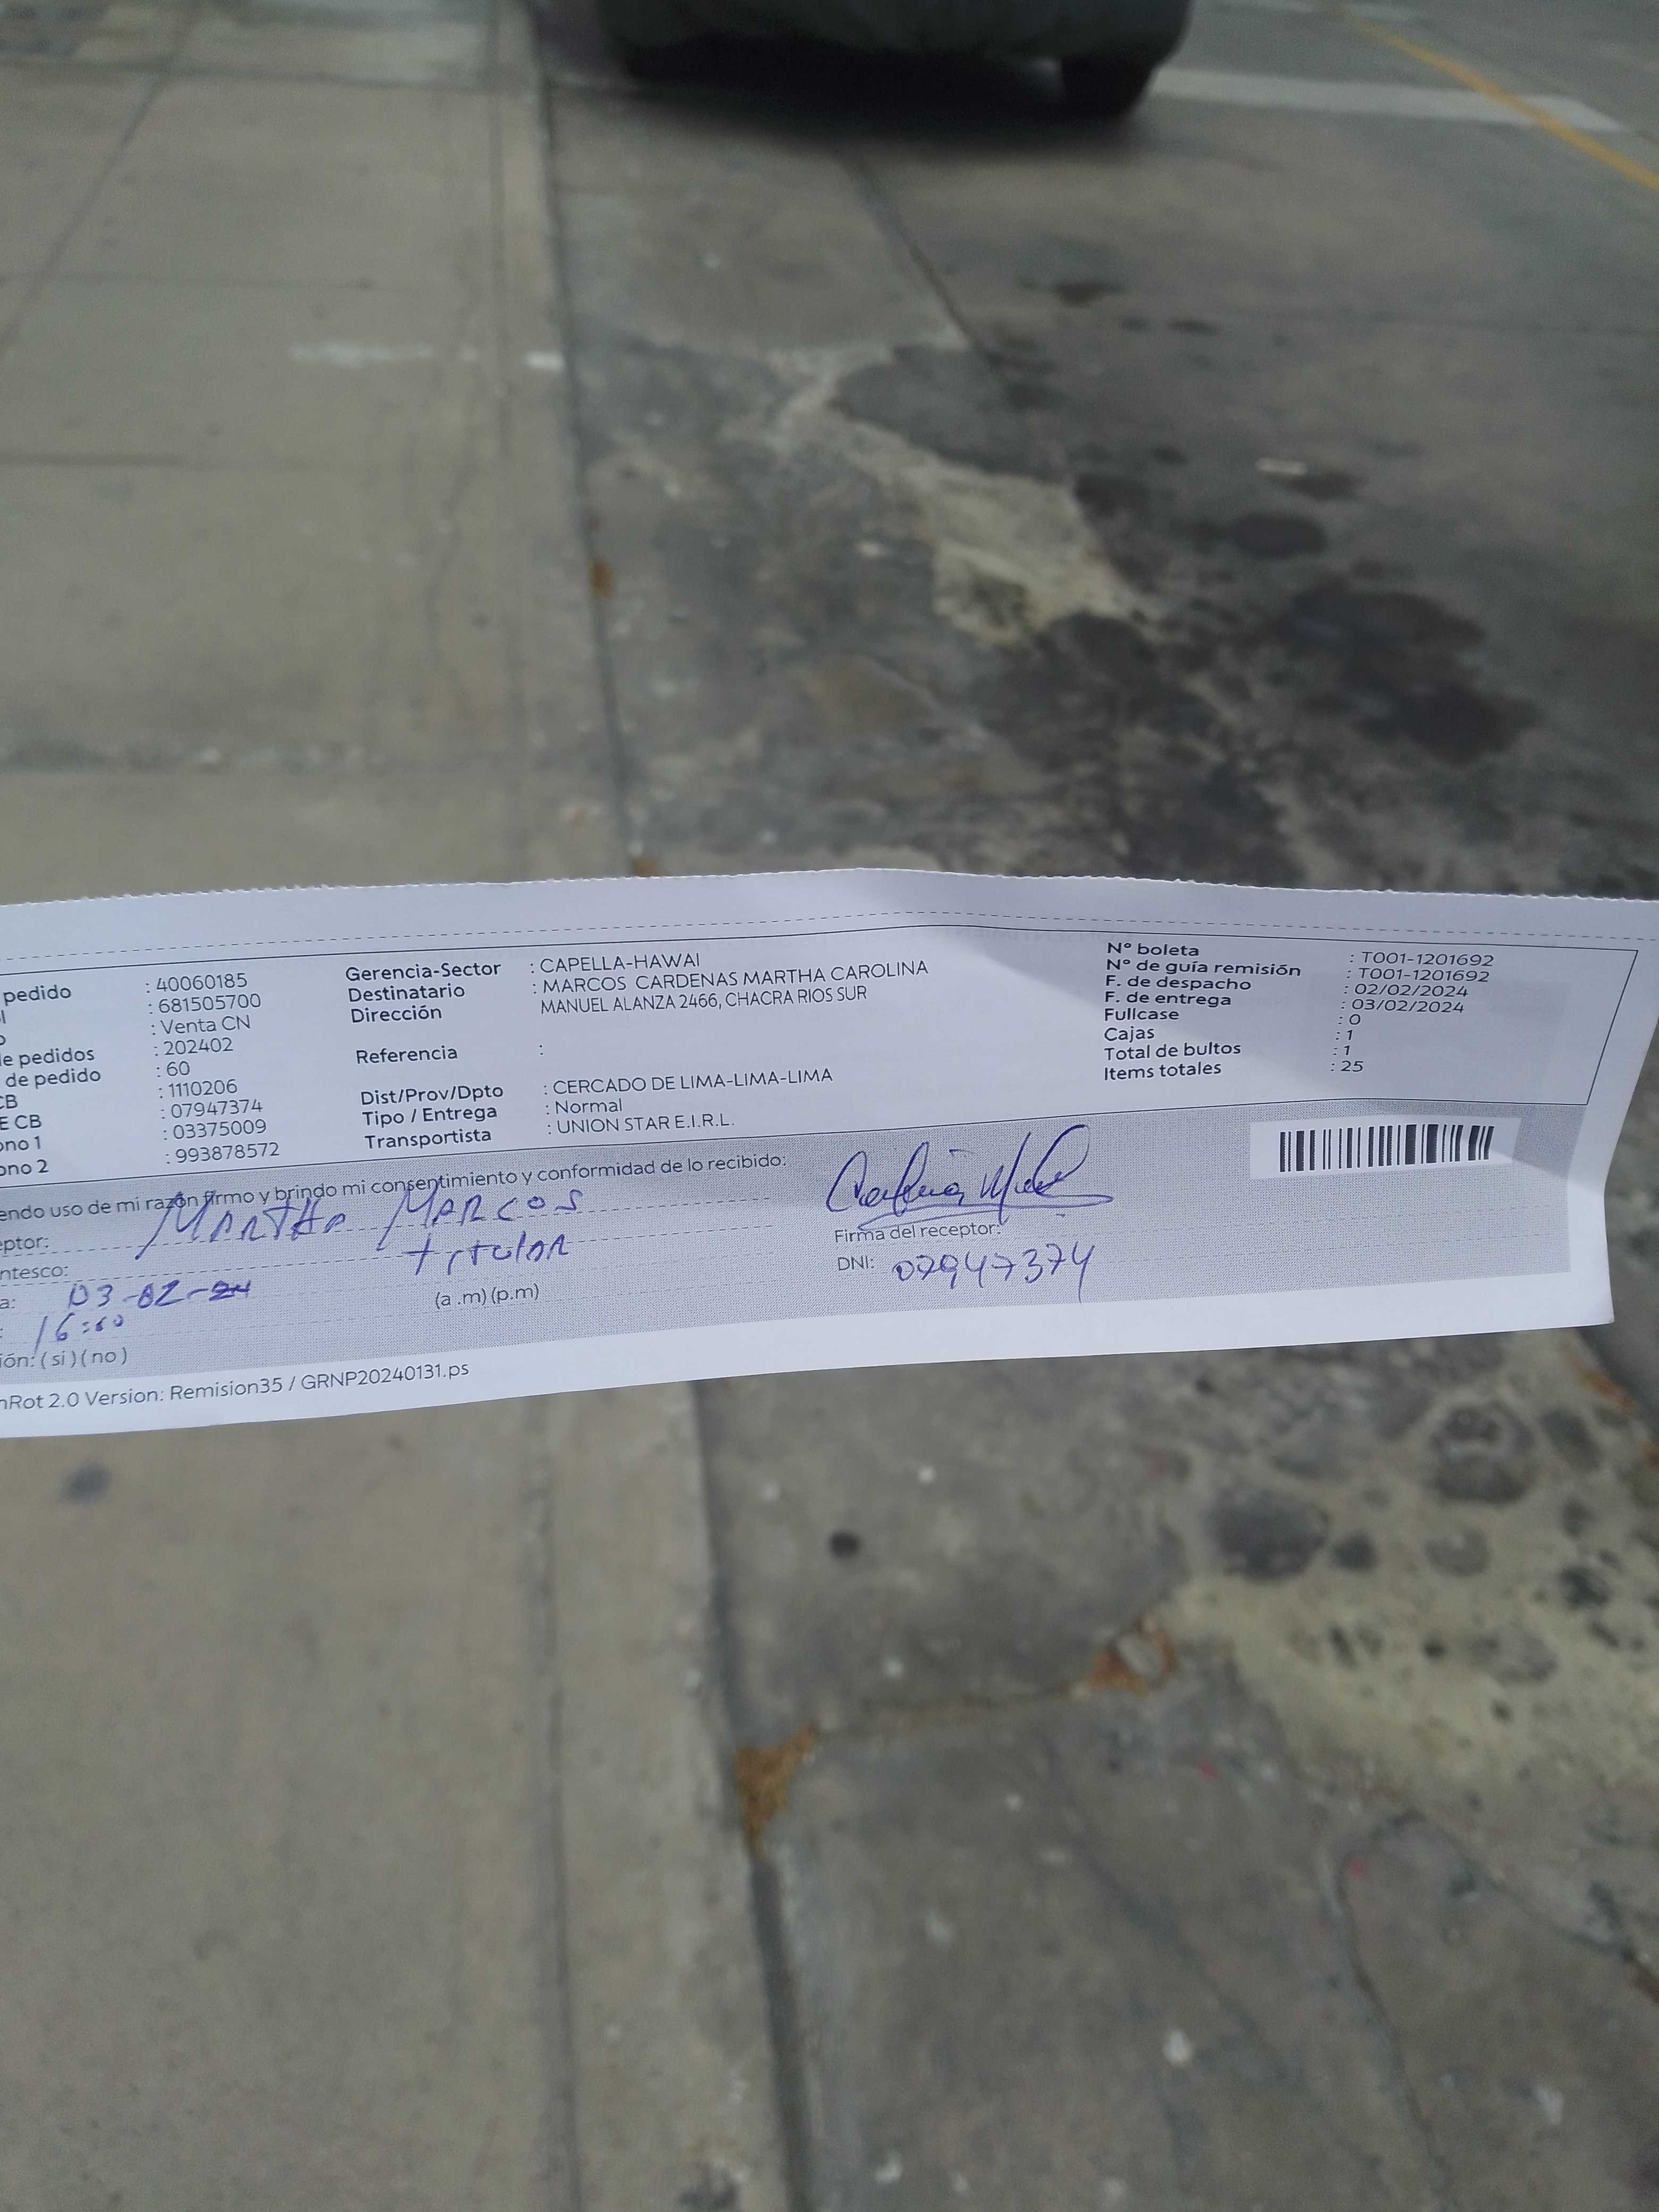 pedido : 40060185
l : 681505700
o : Venta CN
e pedidos : 202402
de pedido : 60
CB : 1110206
E CB : 07947374
ono 1 : 03375009
ono 2 : 993878572
Gerencia-Sector : CAPELLA-HAWAI
Destinatario : MARCOS CARDENAS MARTHA CAROLINA
Dirección MANUEL ALANZA 2466, CHACRA RIOS SUR
Referencia :
Dist/Prov/Dpto : CERCADO DE LIMA-LIMA-LIMA
Tipo / Entrega : Normal
Transportista : UNION STAR E.I.R.L.
N° boleta : T001-1201692
N° de guía remisión : T001-1201692
F. de despacho : 02/02/2024
F. de entrega : 03/02/2024
Fullcase : 0
Cajas : 1
Total de bultos : 1
Items totales : 25
endo uso de mi razón firmo y brindo mi consentimiento y conformidad de lo recibido:
eptor: MARTHA MARCOS
ntesco: titular
a: 03-02-24 (a .m) (p.m)
: 16:00
ión: ( si ) ( no )
Firma del receptor:
DNI: 07947374
nRot 2.0 Version: Remision35 / GRNP20240131.ps